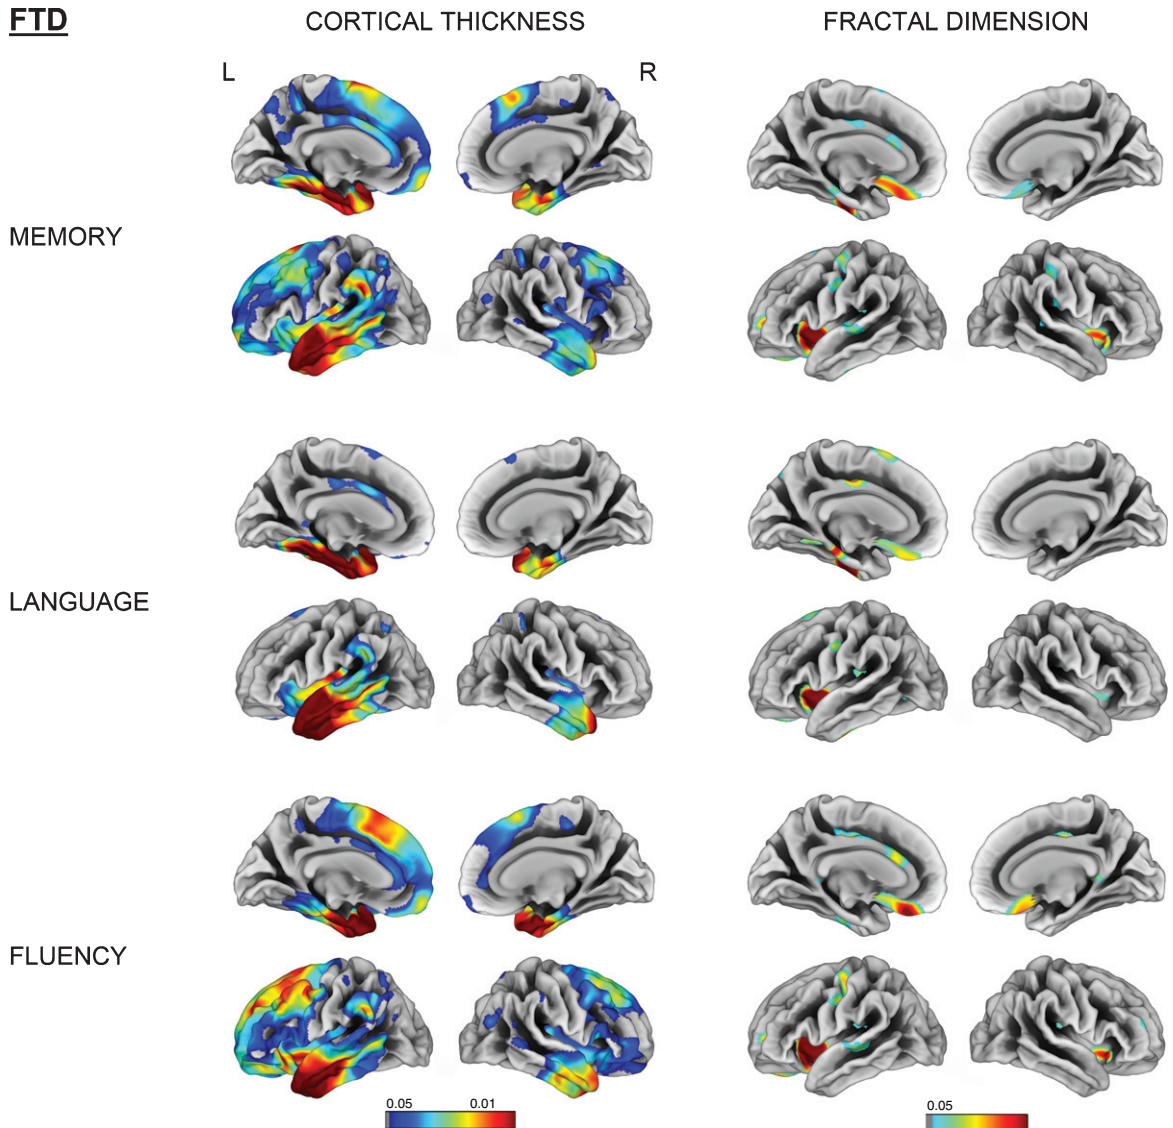 FTD
CORTICAL THICKNESS
FRACTAL DIMENSION
L
R
MEMORY
LANGUAGE
FLUENCY
0.05
0.01
0.05